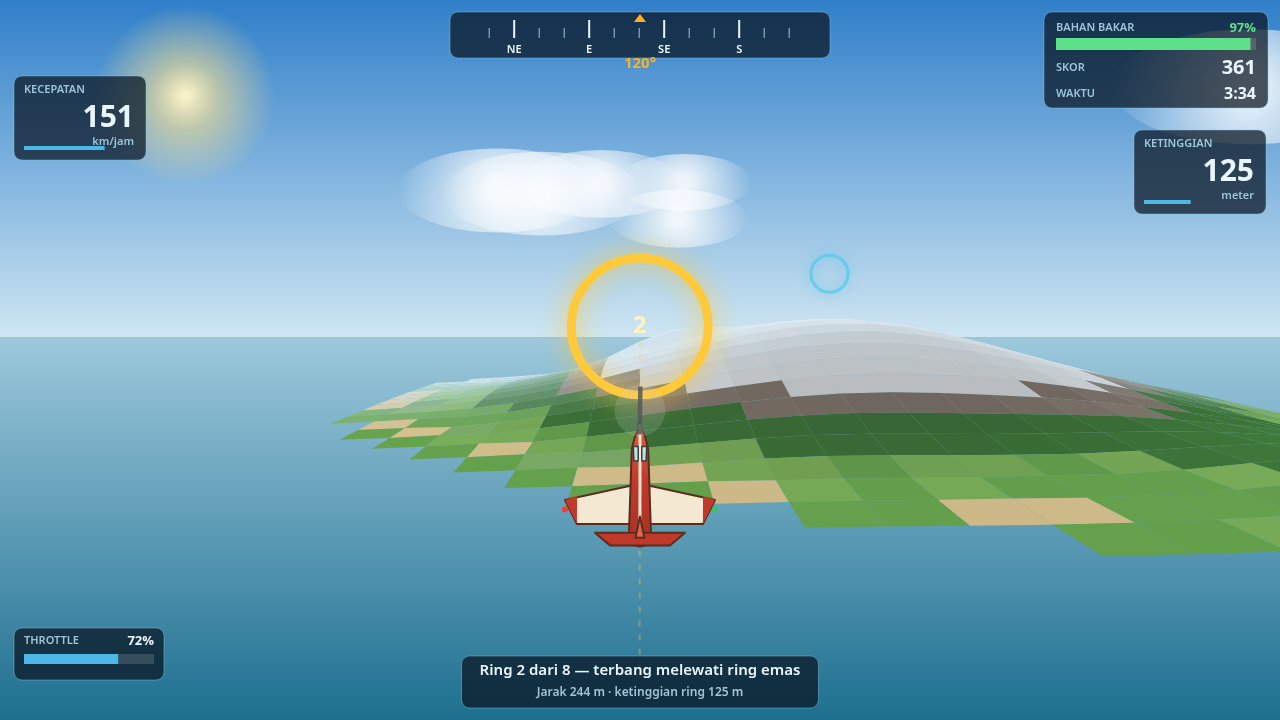 NE E SE S
120°
KECEPATAN
151
km/jam
BAHAN BAKAR 97%
SKOR 361
WAKTU 3:34
KETINGGIAN
125
meter
2
THROTTLE 72%
Ring 2 dari 8 — terbang melewati ring emas
Jarak 244 m · ketinggian ring 125 m